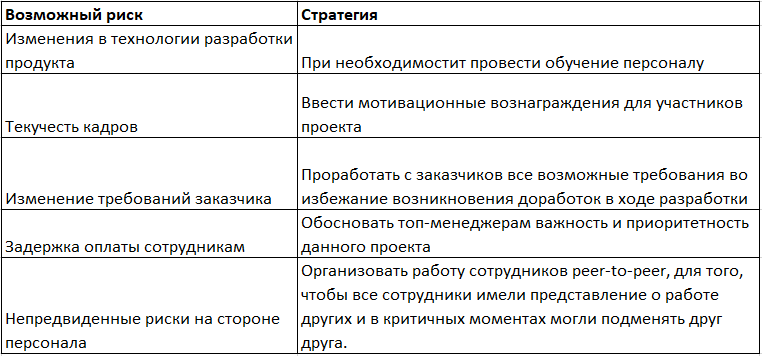 Возможный риск
Стратегия
Изменения в технологии разработки
продукта
При необходимостит провести обучение персоналу
Текучесть кадров
Ввести мотивационные вознаграждения для участников
проекта
Изменение требований заказчика
Проработать с заказчиков все возможные требования во
избежание возникновения доработок в ходе разработки
Задержка оплаты сотрудникам
Обосновать топ-менеджерам важность и приоритетность
данного проекта
Непредвиденные риски на стороне
персонала
Организовать работу сотрудников peer-to-peer, для того,
чтобы все сотрудники имели представление о работе
других и в критичных моментах могли подменять друг
друга.